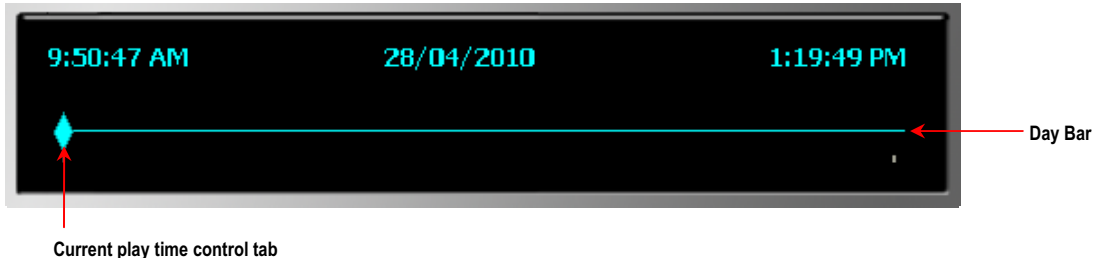 9:50:47 AM 28/04/2010 1:19:49 PM
Day Bar
Current play time control tab